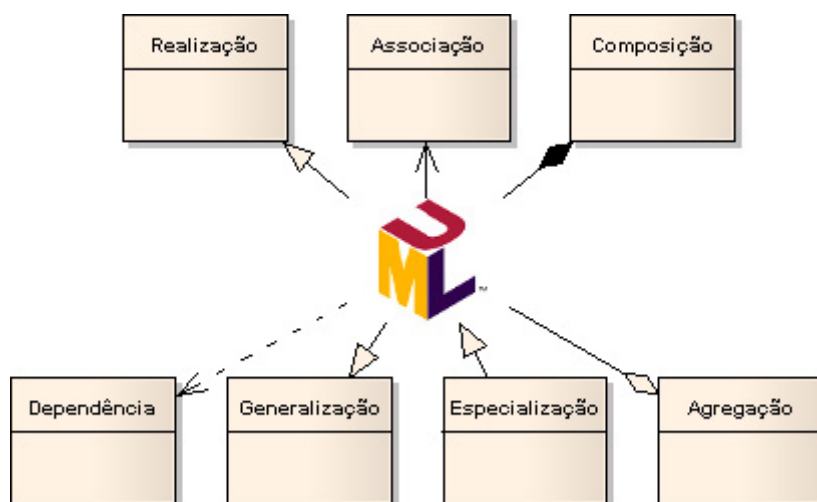 Realização
Associação
Composição
UML
Dependência
Generalização
Especialização
Agregação